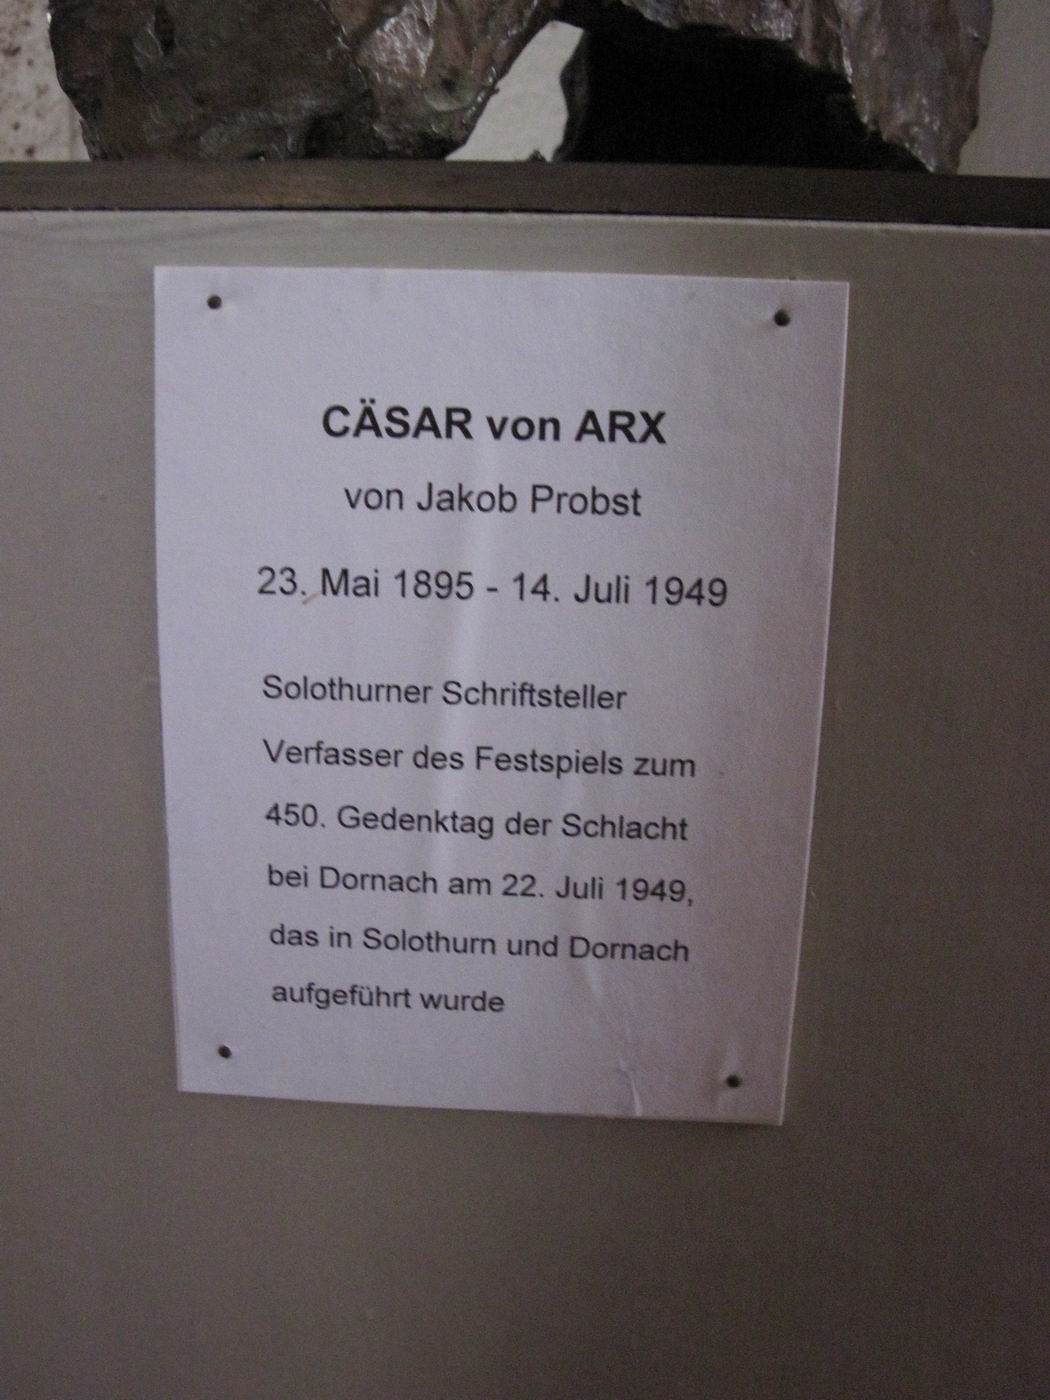 CÄSAR von ARX
von Jakob Probst
23. Mai 1895 - 14. Juli 1949
Solothurner Schriftsteller
Verfasser des Festspiels zum
450. Gedenktag der Schlacht
bei Dornach am 22. Juli 1949,
das in Solothurn und Dornach
aufgeführt wurde